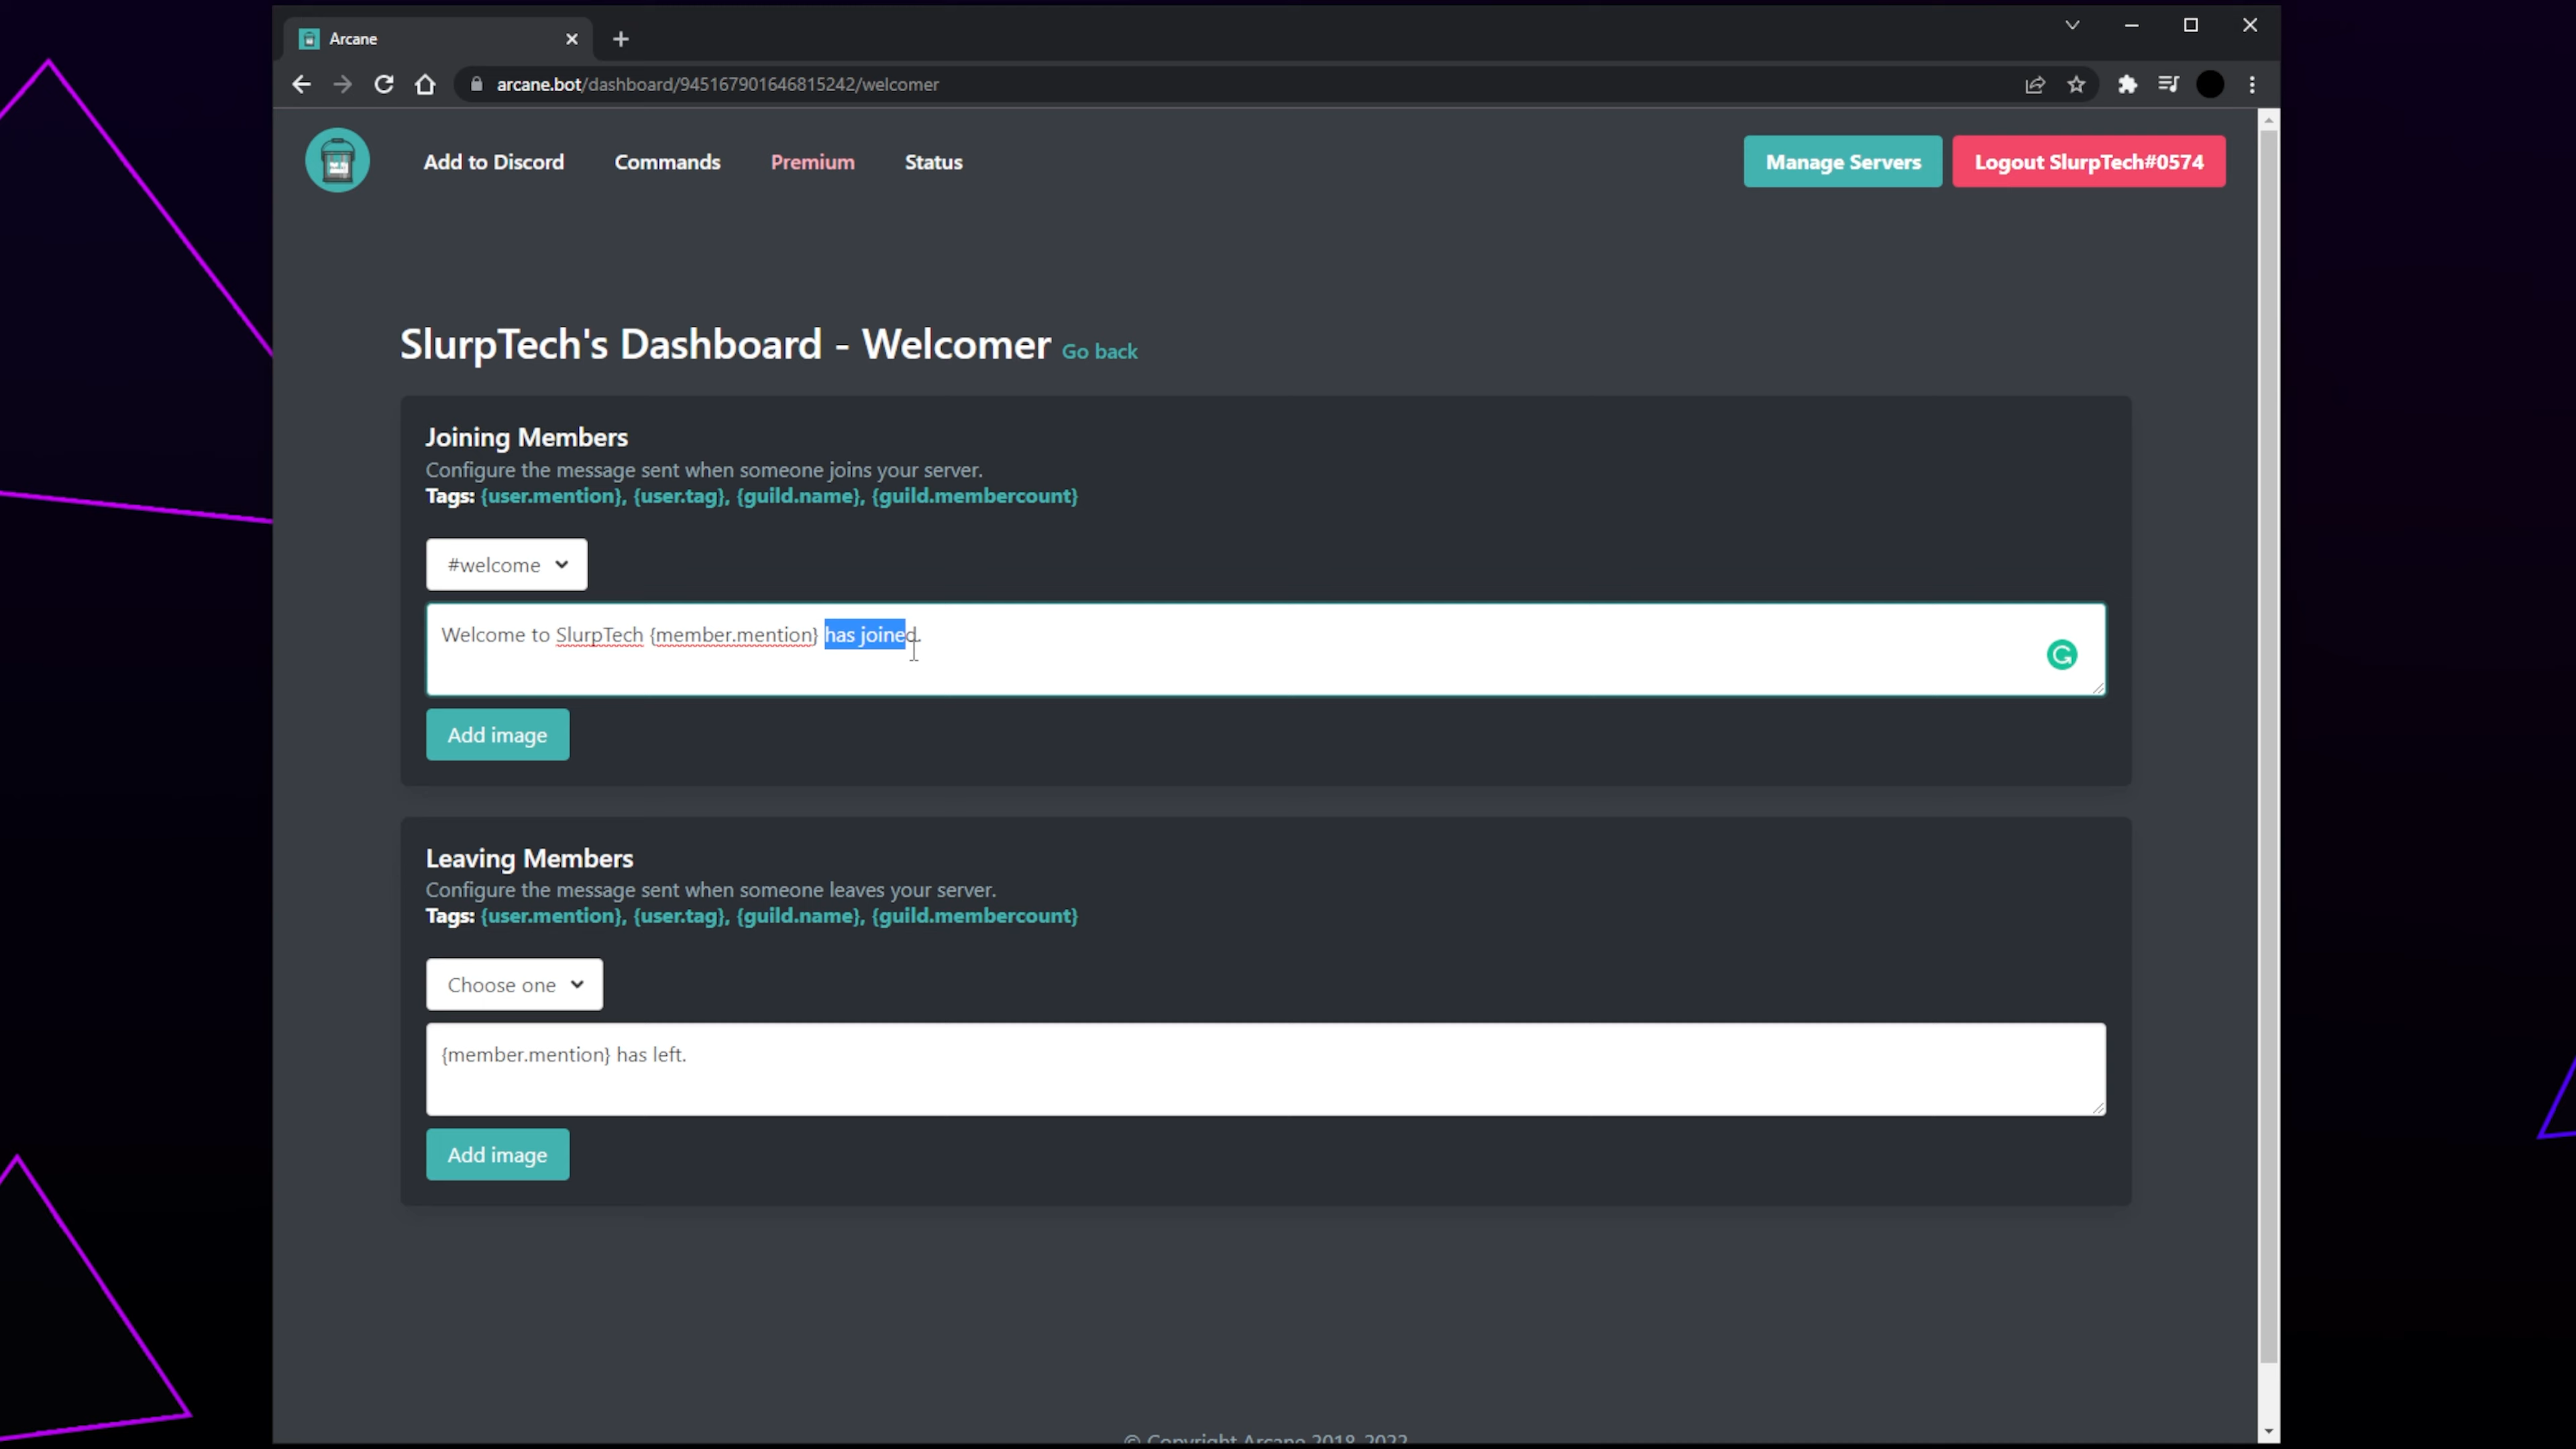 Arcane
arcane.bot/dashboard/945167901646815242/welcomer
Add to Discord
Commands
Premium
Status
Manage Servers
Logout SlurpTech#0574
SlurpTech's Dashboard - Welcomer Go back
Joining Members
Configure the message sent when someone joins your server.
Tags: {user.mention}, {user.tag}, {guild.name}, {guild.membercount}
#welcome
Welcome to SlurpTech {member.mention} has joined.
Add image
Leaving Members
Configure the message sent when someone leaves your server.
Tags: {user.mention}, {user.tag}, {guild.name}, {guild.membercount}
Choose one
{member.mention} has left.
Add image
© Copyright Arcane 2018-2022